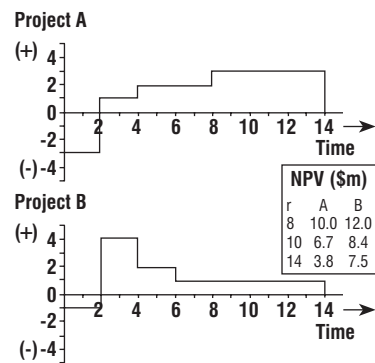 Project A
(+) 4
2
0
2 4 6 8 10 12 14
-2
Time
(-) -4
NPV ($m)
r A B
8 10.0 12.0
10 6.7 8.4
14 3.8 7.5
Project B
(+) 4
2
0
2 4 6 8 10 12 14
-2
Time
(-) -4